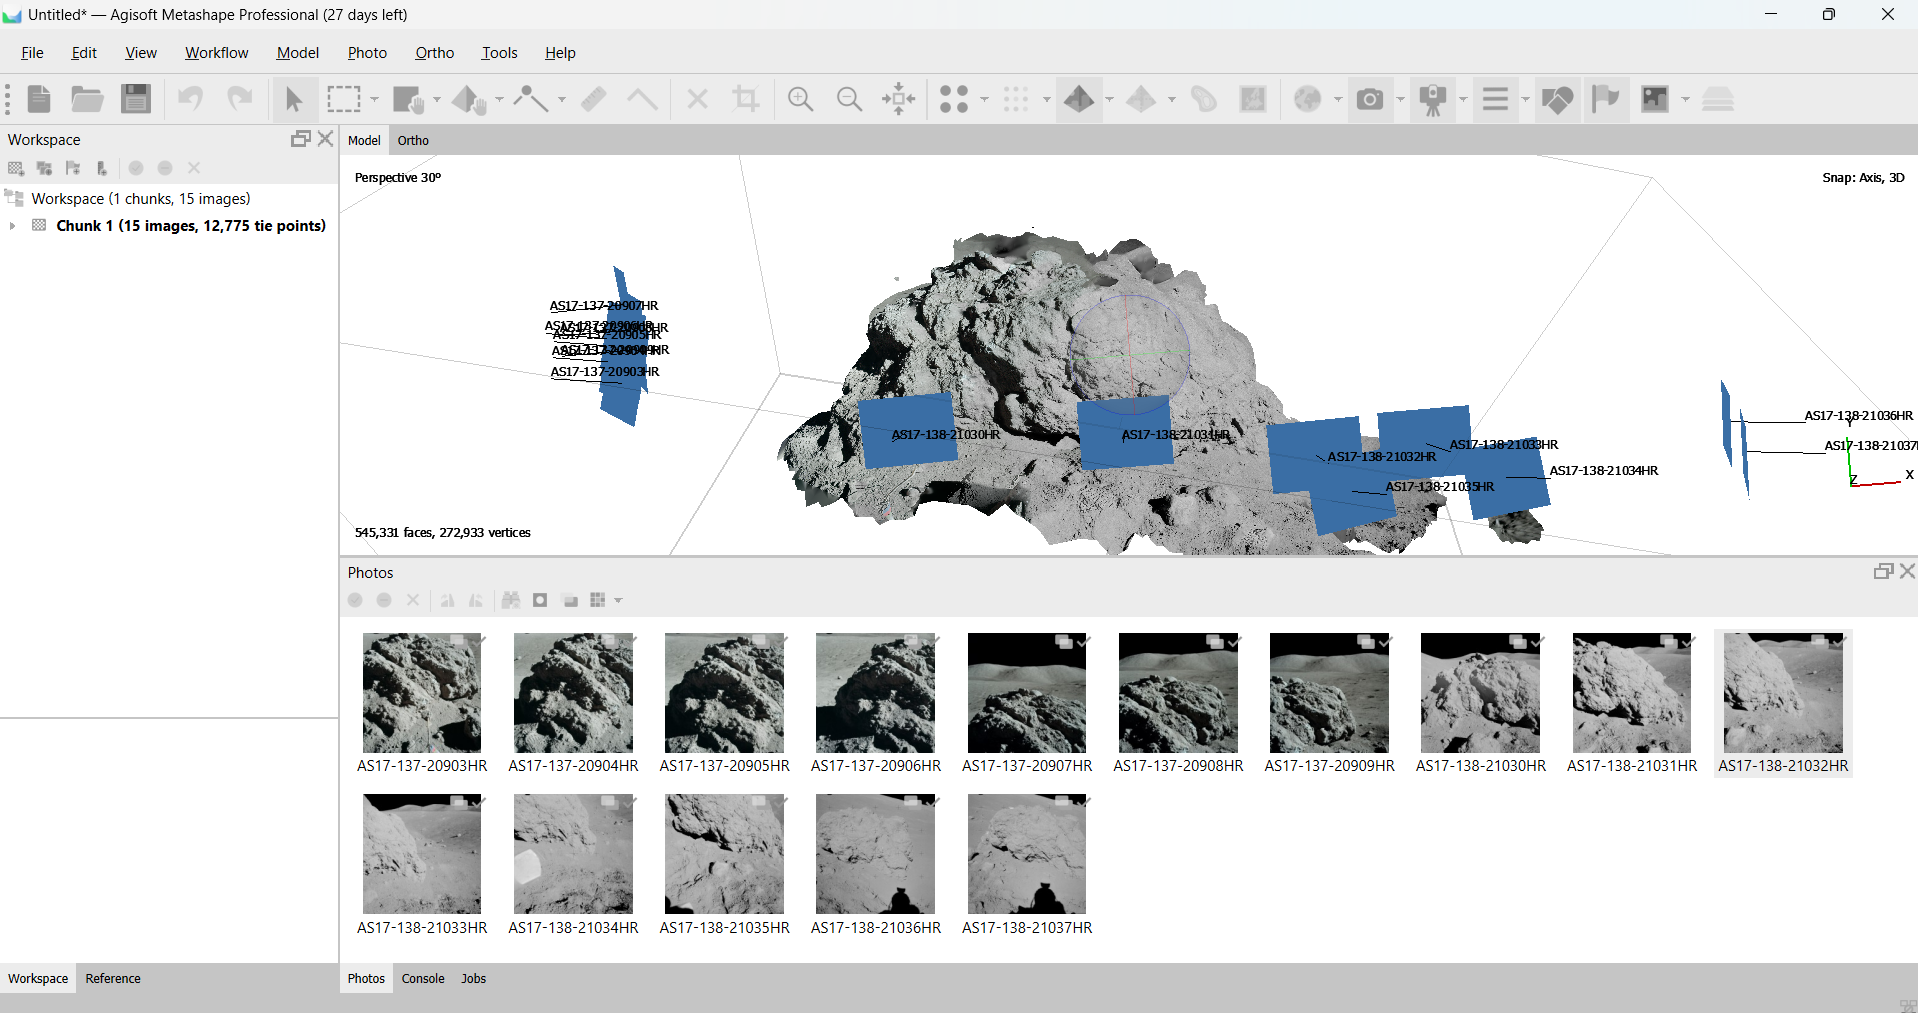 Untitled* — Agisoft Metashape Professional (27 days left)
File Edit View Workflow Model Photo Ortho Tools Help
Workspace
Workspace (1 chunks, 15 images)
Chunk 1 (15 images, 12,775 tie points)
Model Ortho
Perspective 30°
Snap: Axis, 3D
AS17-137-20907HR
AS17-137-20906HR
AS17-137-20905HR
AS17-137-20903HR
AS17-138-21030HR
AS17-138-21031HR
AS17-138-21032HR
AS17-138-21033HR
AS17-138-21034HR
AS17-138-21035HR
AS17-138-21036HR
AS17-138-21037
Y
X
Z
545,331 faces, 272,933 vertices
Photos
AS17-137-20903HR AS17-137-20904HR AS17-137-20905HR AS17-137-20906HR AS17-137-20907HR AS17-137-20908HR AS17-137-20909HR AS17-138-21030HR AS17-138-21031HR AS17-138-21032HR
AS17-138-21033HR AS17-138-21034HR AS17-138-21035HR AS17-138-21036HR AS17-138-21037HR
Workspace Reference
Photos Console Jobs